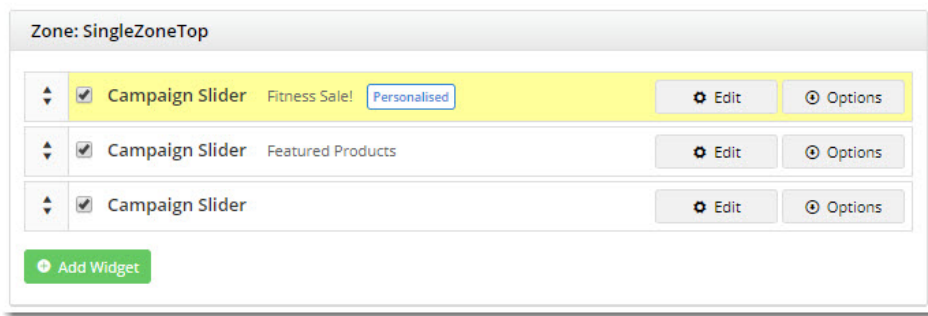 Zone: SingleZoneTop
Campaign Slider Fitness Sale! Personalised Edit Options
Campaign Slider Featured Products Edit Options
Campaign Slider Edit Options
Add Widget